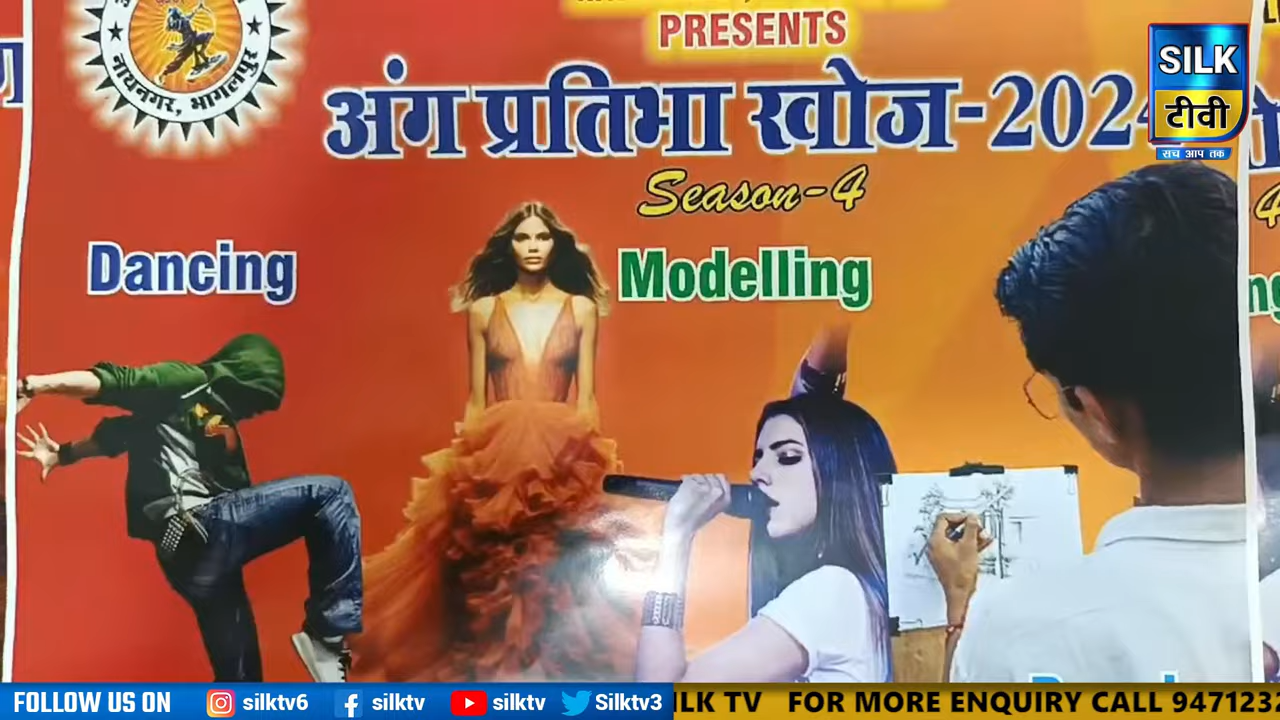 PRESENTS
SILK
टीवी
सच आप तक
अंग प्रतिभा खोज-2024
Season-4
Dancing
Modelling
नाथनगर, भागलपुर
FOLLOW US ON silktv6 silktv silktv Silktv3
ILK TV FOR MORE ENQUIRY CALL 947123